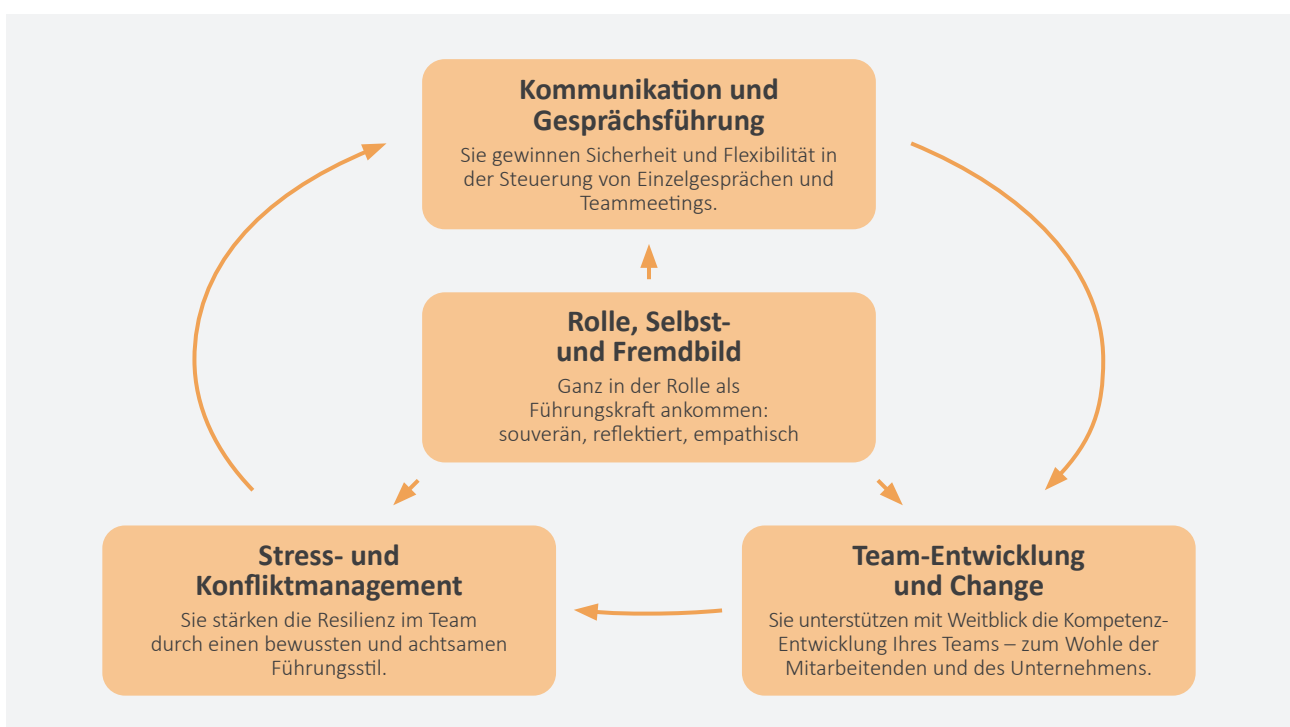 Kommunikation und
Gesprächsführung
Sie gewinnen Sicherheit und Flexibilität in
der Steuerung von Einzelgesprächen und
Teammeetings.
Rolle, Selbst-
und Fremdbild
Ganz in der Rolle als
Führungskraft ankommen:
souverän, reflektiert, empathisch
Stress- und
Konfliktmanagement
Sie stärken die Resilienz im Team
durch einen bewussten und achtsamen
Führungsstil.
Team-Entwicklung
und Change
Sie unterstützen mit Weitblick die Kompetenz-
Entwicklung Ihres Teams – zum Wohle der
Mitarbeitenden und des Unternehmens.